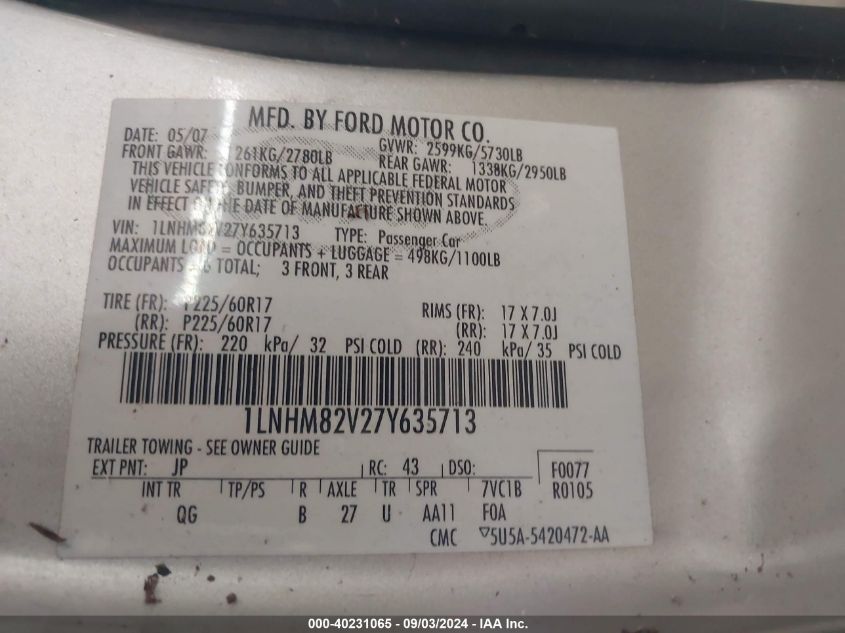 MFD. BY FORD MOTOR CO.
DATE: 05/07 GVWR: 2599KG/5730LB
FRONT GAWR: 1261KG/2780LB REAR GAWR: 1338KG/2950LB
THIS VEHICLE CONFORMS TO ALL APPLICABLE FEDERAL MOTOR
VEHICLE SAFETY, BUMPER, AND THEFT PREVENTION STANDARDS
IN EFFECT ON THE DATE OF MANUFACTURE SHOWN ABOVE.
VIN: 1LNHM82V27Y635713 TYPE: Passenger Car
MAXIMUM LOAD = OCCUPANTS + LUGGAGE = 498KG/1100LB
OCCUPANTS = 6 TOTAL; 3 FRONT, 3 REAR
TIRE (FR): P225/60R17 RIMS (FR): 17 X 7.0J
(RR): P225/60R17 (RR): 17 X 7.0J
PRESSURE (FR): 220 kPa/ 32 PSI COLD (RR): 240 kPa/ 35 PSI COLD
1LNHM82V27Y635713
TRAILER TOWING - SEE OWNER GUIDE
EXT PNT: JP RC: 43 DSO: F0077
INT TR TP/PS R AXLE TR SPR 7VC1B R0105
QG B 27 U AA11 FOA
CMC ▽5U5A-5420472-AA
000-40231065 - 09/03/2024 - IAA Inc.